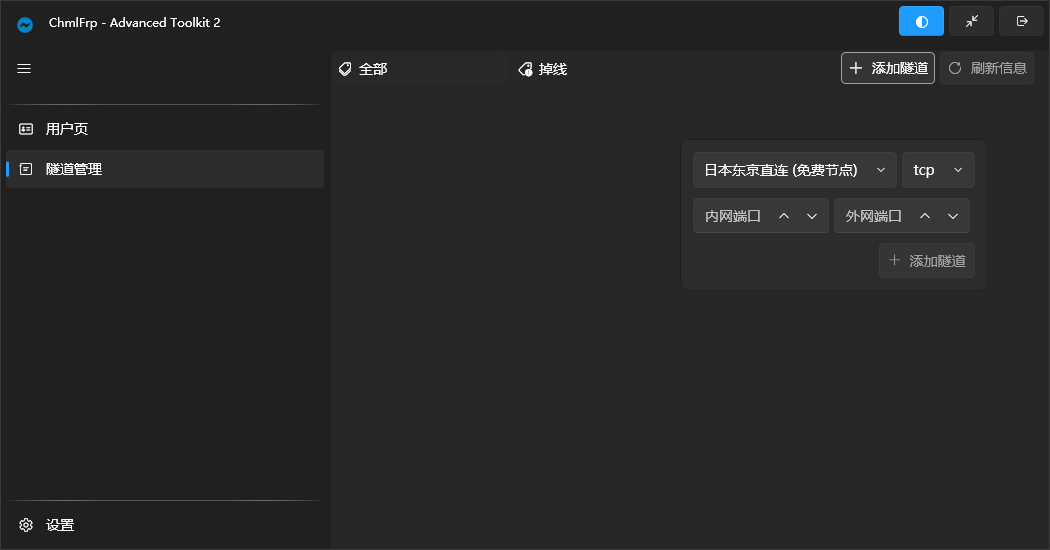 ChmlFrp - Advanced Toolkit 2
全部
掉线
添加隧道
刷新信息
用户页
隧道管理
日本东京直连 (免费节点)
tcp
内网端口
外网端口
添加隧道
设置